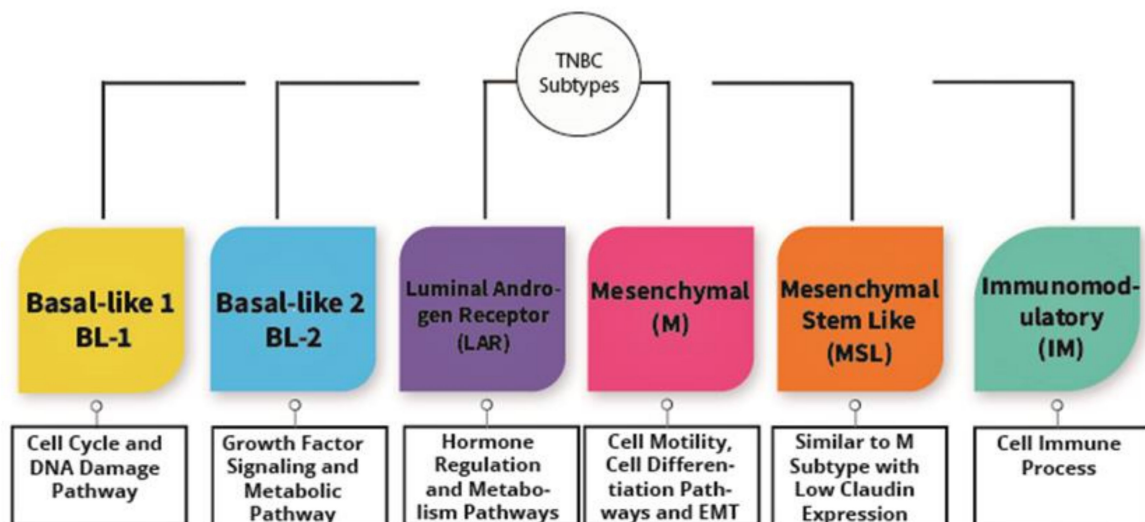 TNBC
Subtypes
Basal-like 1
BL-1
Basal-like 2
BL-2
Luminal Andro-
gen Receptor
(LAR)
Mesenchymal
(M)
Mesenchymal
Stem Like
(MSL)
Immunomod-
ulatory
(IM)
Cell Cycle and
DNA Damage
Pathway
Growth Factor
Signaling and
Metabolic
Pathway
Hormone
Regulation
and Metabo-
lism Pathways
Cell Motility,
Cell Differen-
tiation Path-
ways and EMT
Similar to M
Subtype with
Low Claudin
Expression
Cell Immune
Process